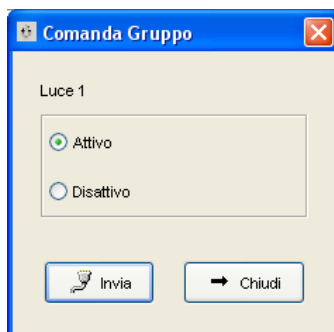 Comanda Gruppo
Luce 1
Attivo
Disattivo
Invia
Chiudi